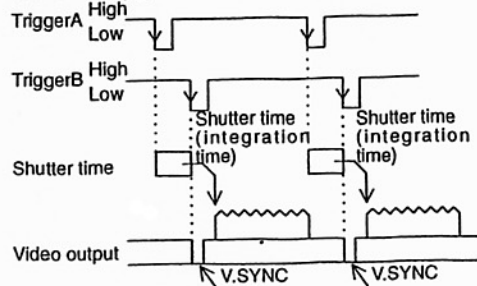 TriggerA High
Low
TriggerB High
Low
Shutter time
(integration
time)
Shutter time
(integration
time)
Shutter time
Video output
V.SYNC
V.SYNC